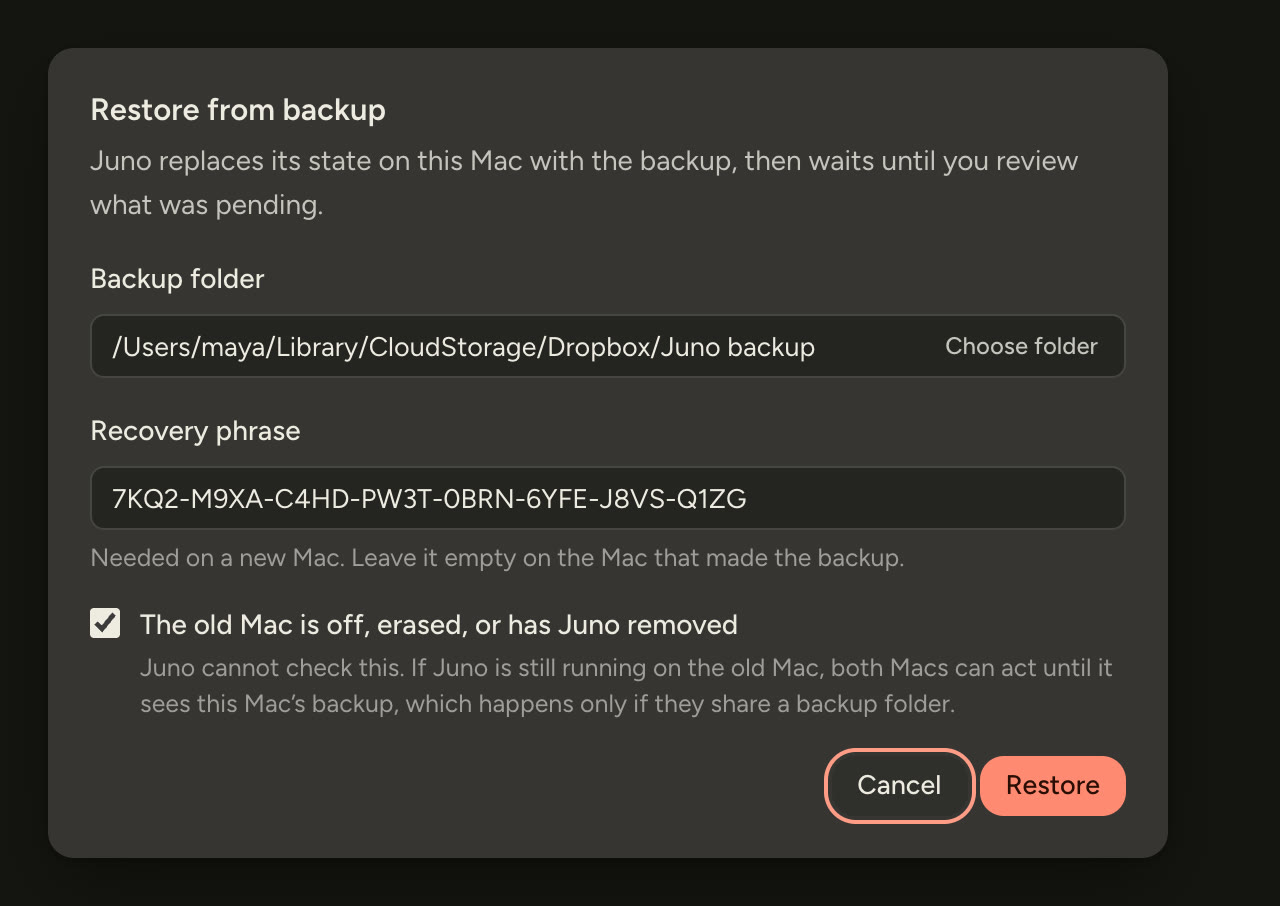 Restore from backup
Juno replaces its state on this Mac with the backup, then waits until you review
what was pending.
Backup folder
/Users/maya/Library/CloudStorage/Dropbox/Juno backup
Choose folder
Recovery phrase
7KQ2-M9XA-C4HD-PW3T-0BRN-6YFE-J8VS-Q1ZG
Needed on a new Mac. Leave it empty on the Mac that made the backup.
The old Mac is off, erased, or has Juno removed
Juno cannot check this. If Juno is still running on the old Mac, both Macs can act until it
sees this Mac’s backup, which happens only if they share a backup folder.
Cancel
Restore